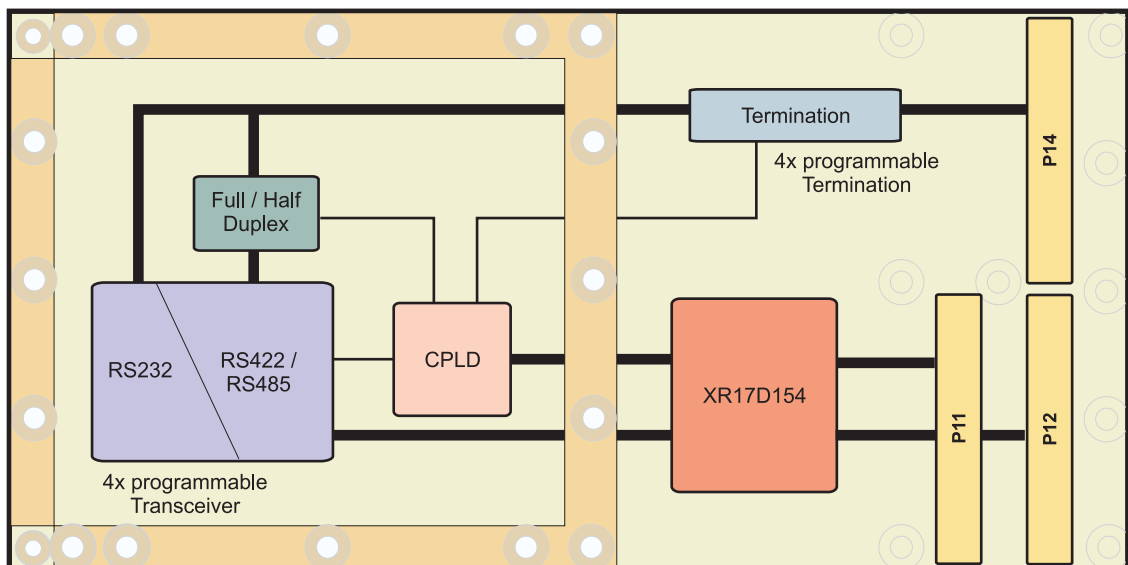 Termination
4x programmable
Termination
P14
Full / Half
Duplex
RS232
RS422 /
RS485
CPLD
XR17D154
P11
P12
4x programmable
Transceiver